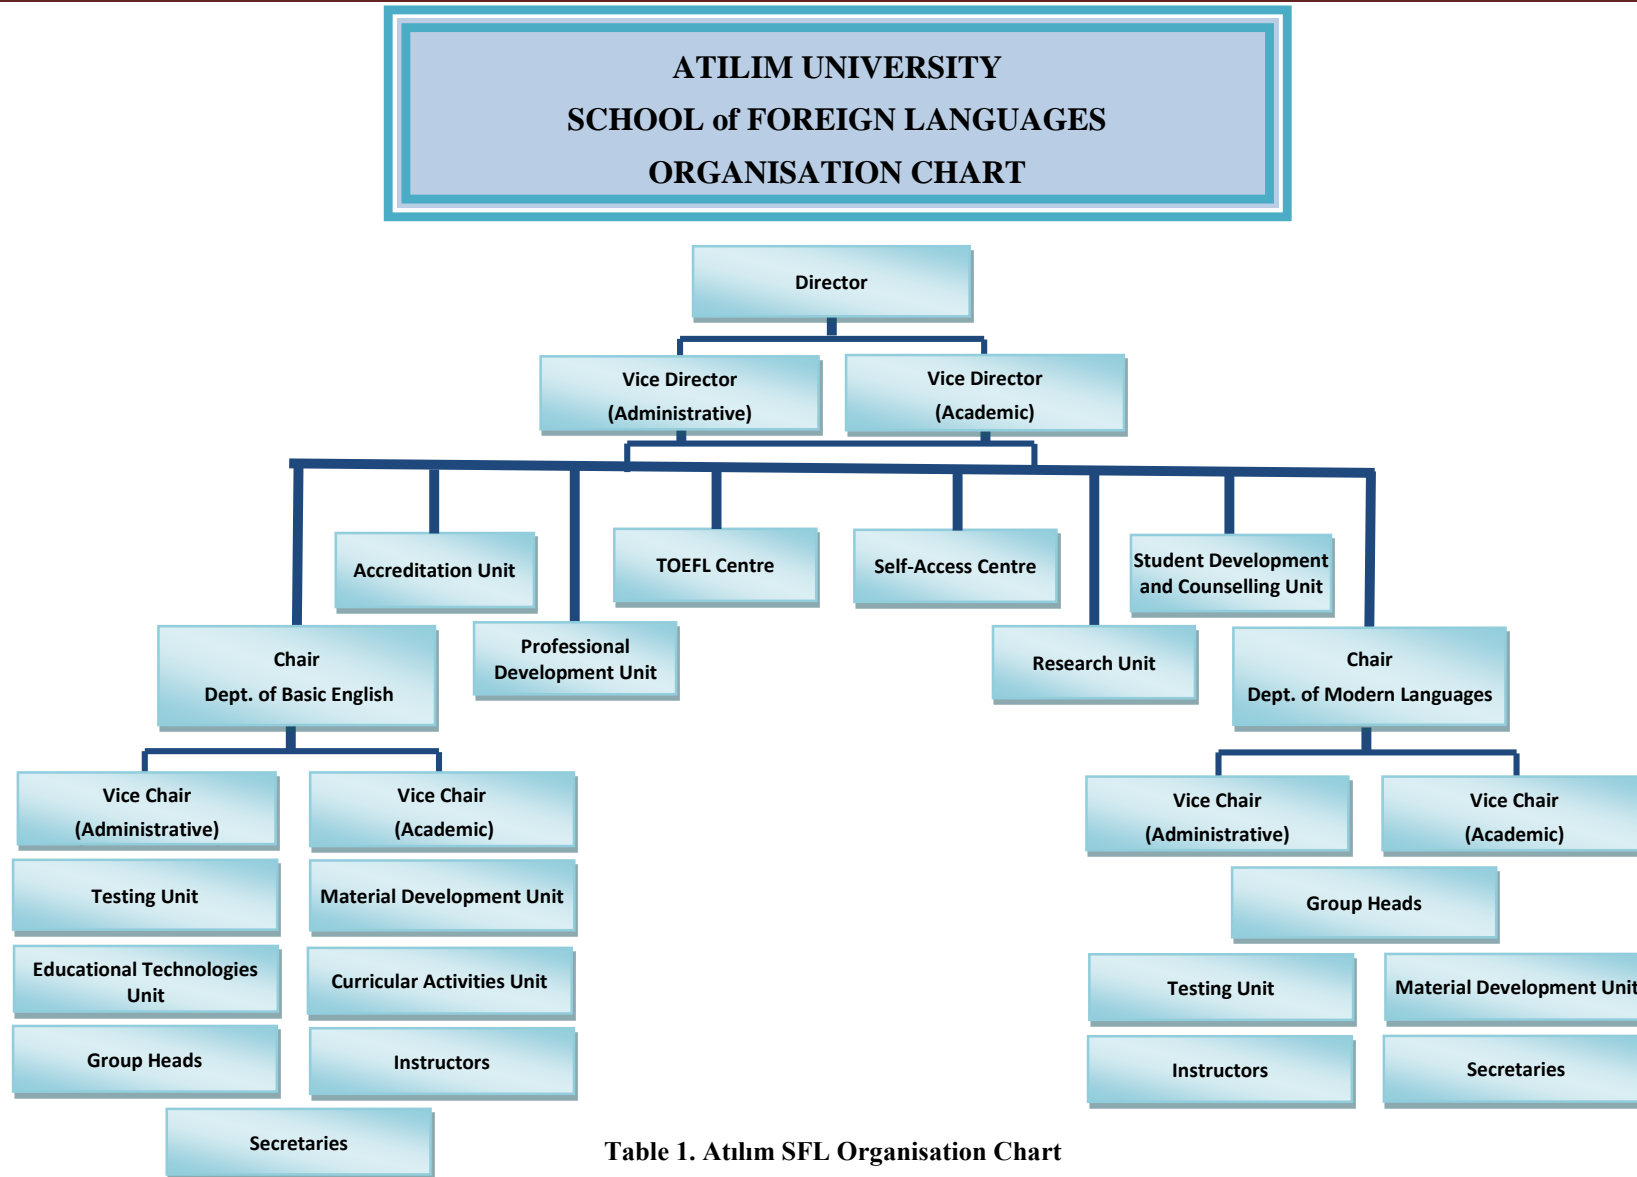 ATILIM UNIVERSITY
SCHOOL of FOREIGN LANGUAGES
ORGANISATION CHART
Director
Vice Director
(Administrative)
Vice Director
(Academic)
Accreditation Unit
TOEFL Centre
Self-Access Centre
Student Development
and Counselling Unit
Chair
Dept. of Basic English
Professional
Development Unit
Research Unit
Chair
Dept. of Modern Languages
Vice Chair
(Administrative)
Vice Chair
(Academic)
Vice Chair
(Administrative)
Vice Chair
(Academic)
Testing Unit
Material Development Unit
Group Heads
Educational Technologies
Unit
Curricular Activities Unit
Testing Unit
Material Development Unit
Group Heads
Instructors
Instructors
Secretaries
Secretaries
Table 1. Atılım SFL Organisation Chart